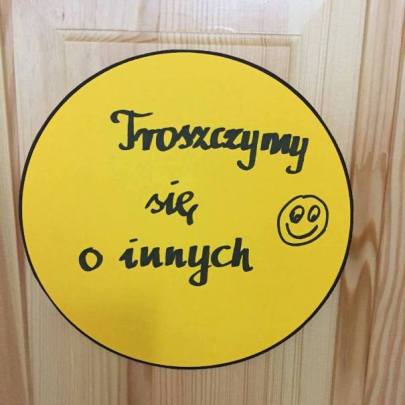 Troszczymy
się
o innych